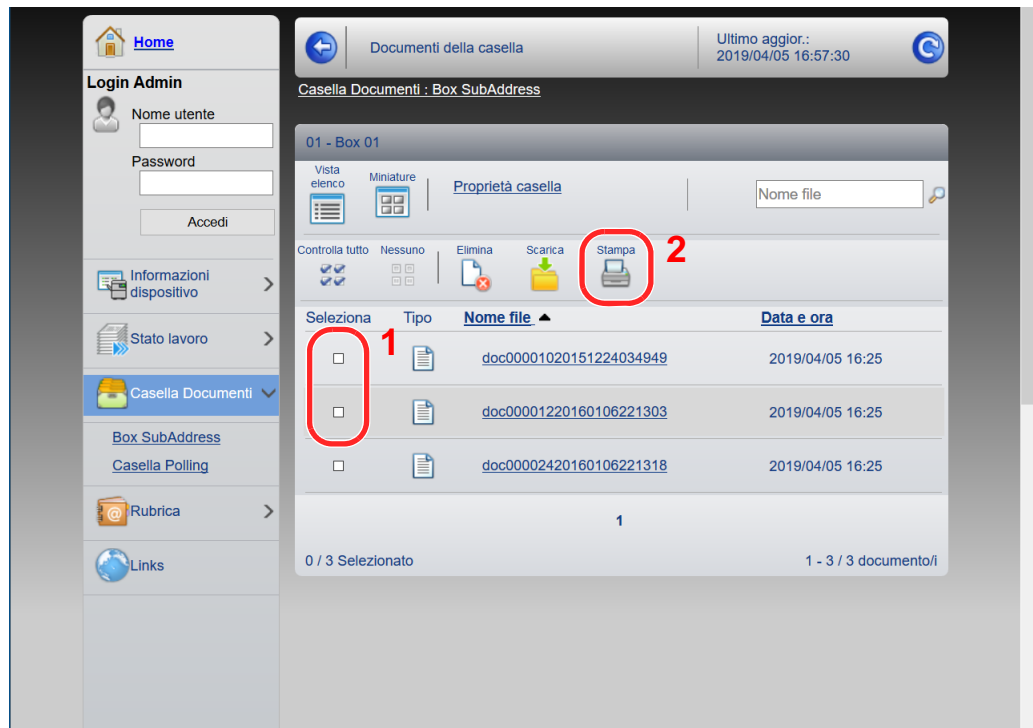 Home
Login Admin
Nome utente
Password
Accedi
Informazioni
dispositivo
Stato lavoro
Casella Documenti
Box SubAddress
Casella Polling
Rubrica
Links
Documenti della casella
Ultimo aggior.:
2019/04/05 16:57:30
Casella Documenti : Box SubAddress
01 - Box 01
Vista
elenco
Miniature
Proprietà casella
Nome file
Controlla tutto Nessuno Elimina Scarica Stampa 2
Seleziona Tipo Nome file Data e ora
1
doc00001020151224034949 2019/04/05 16:25
doc00001220160106221303 2019/04/05 16:25
doc00002420160106221318 2019/04/05 16:25
1
0 / 3 Selezionato 1 - 3 / 3 documento/i